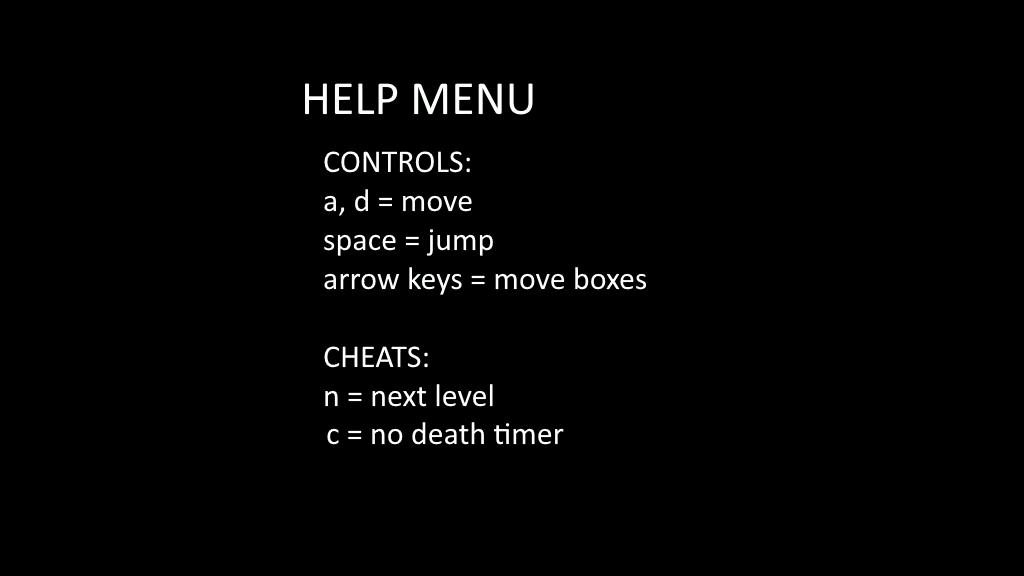 HELP MENU
CONTROLS:
a, d = move
space = jump
arrow keys = move boxes
CHEATS:
n = next level
c = no death timer